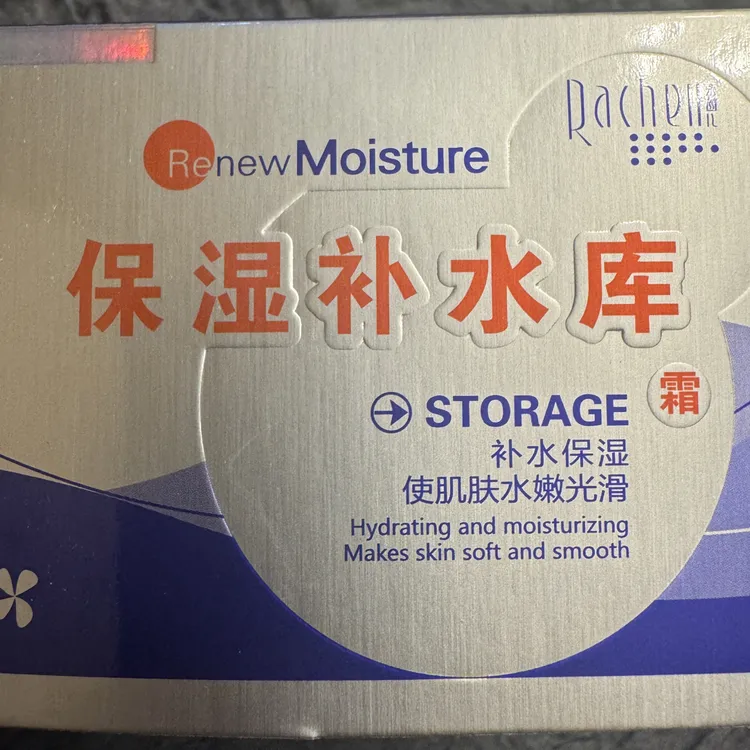 Rachel
Renew Moisture
保湿补水库
霜
STORAGE
补水保湿
使肌肤水嫩光滑
Hydrating and moisturizing
Makes skin soft and smooth